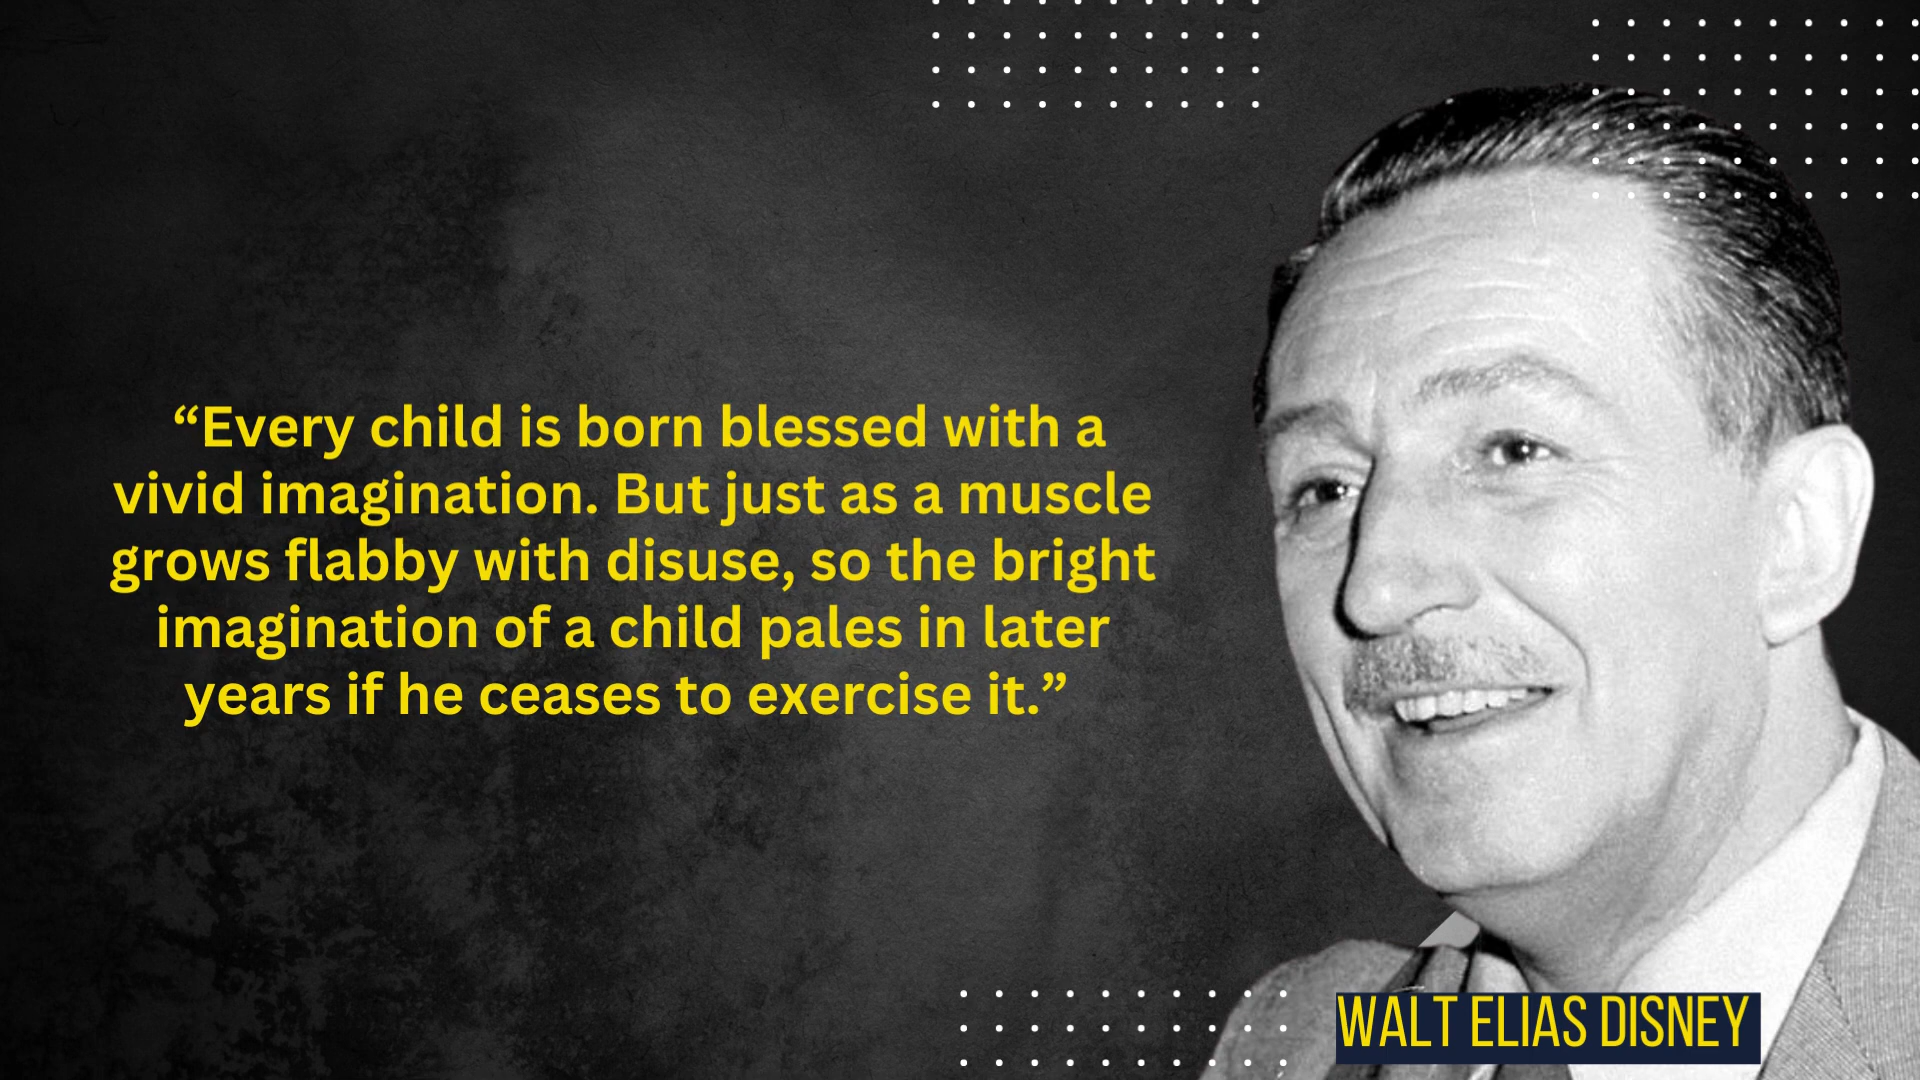 “Every child is born blessed with a
vivid imagination. But just as a muscle
grows flabby with disuse, so the bright
imagination of a child pales in later
years if he ceases to exercise it.”
WALT ELIAS DISNEY